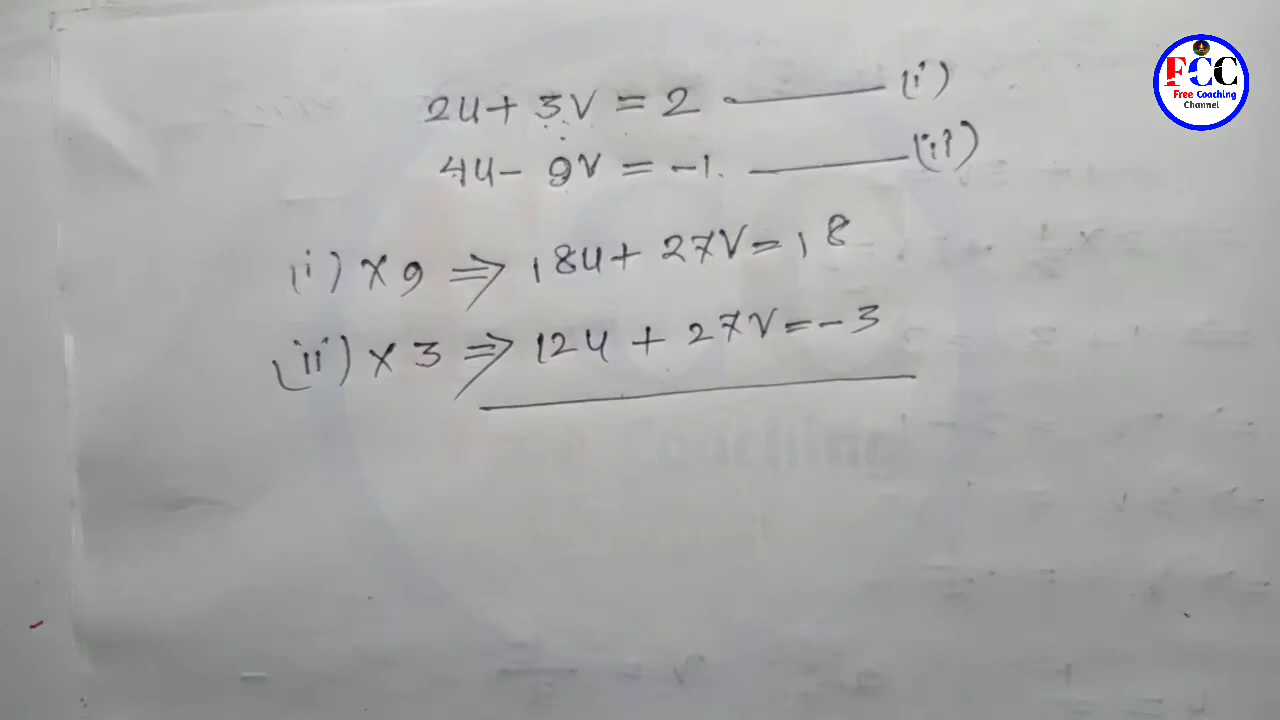 2u + 3v = 2 ——— (i)
4u - 9v = -1. ——— (ii)
(i) × 9 ⇒ 18u + 27v = 18
(ii) × 3 ⇒ 12u + 27v = -3
FCC
Free Coaching
Channel
Coaching